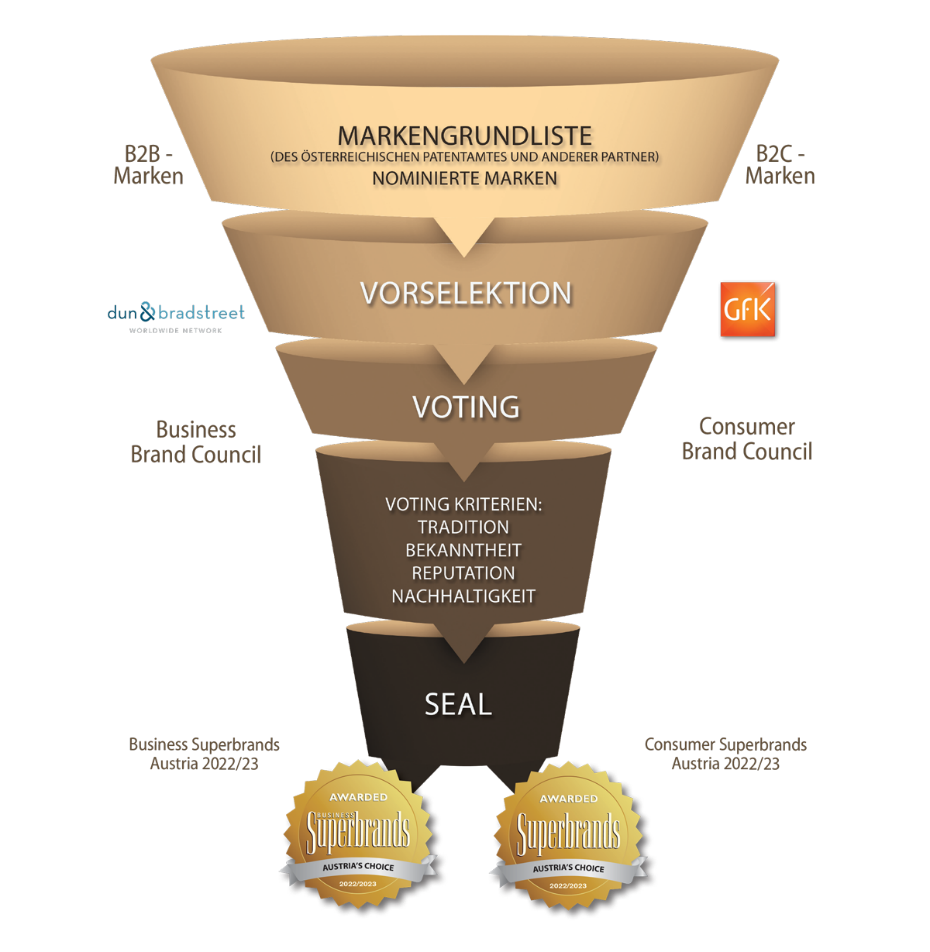 MARKENGRUNDLISTE
(DES ÖSTERREICHISCHEN PATENTAMTES UND ANDERER PARTNER)
NOMINIERTE MARKEN
B2B -
Marken
B2C -
Marken
VORSELEKTION
dun & bradstreet
WORLDWIDE NETWORK
GfK
VOTING
Business
Brand Council
Consumer
Brand Council
VOTING KRITERIEN:
TRADITION
BEKANNTHEIT
REPUTATION
NACHHALTIGKEIT
SEAL
Business Superbrands
Austria 2022/23
Consumer Superbrands
Austria 2022/23
AWARDED
BUSINESS
Superbrands
AUSTRIA'S CHOICE
2022/2023
AWARDED
Superbrands
AUSTRIA'S CHOICE
2022/2023